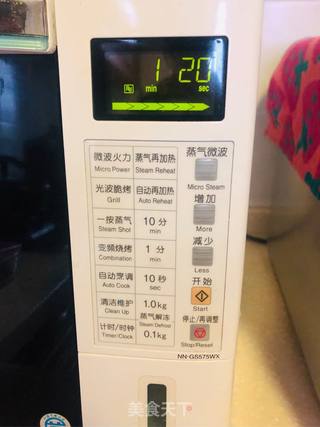 1 20
min sec
微波火力 蒸气再加热
Micro Power Steam Reheat
光波脆烤 自动再加热
Grill Auto Reheat
一按蒸气 10分
Steam Shot min
变频烧烤 1分
Combination min
自动烹调 10秒
Auto Cook sec
清洁维护 1.0kg
Clean Up
蒸气解冻
Steam Defrost
计时/时钟 0.1kg
Timer/Clock
蒸气微波
Micro Steam
增加
More
减少
Less
开始
Start
停止/再调整
Stop/Reset
NN-GS575WX
美食天下